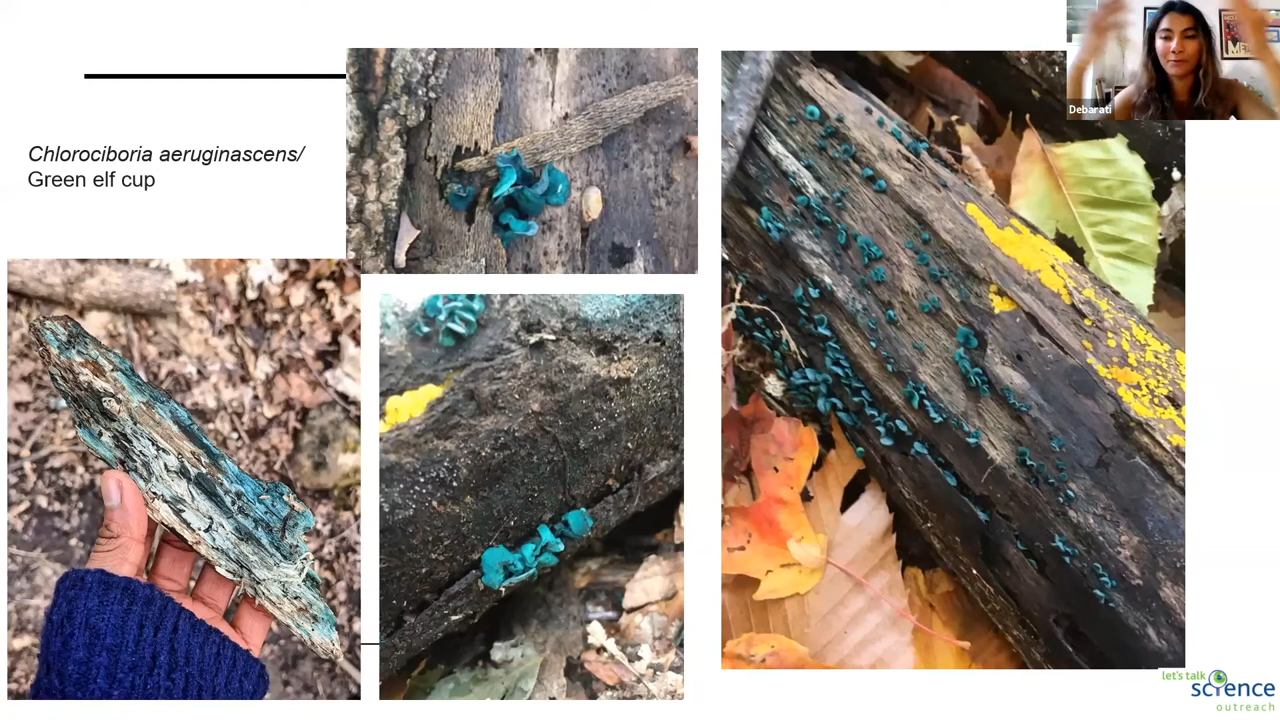 Chlorociboria aeruginascens/
Green elf cup
Debarati
let's talk
science
outreach